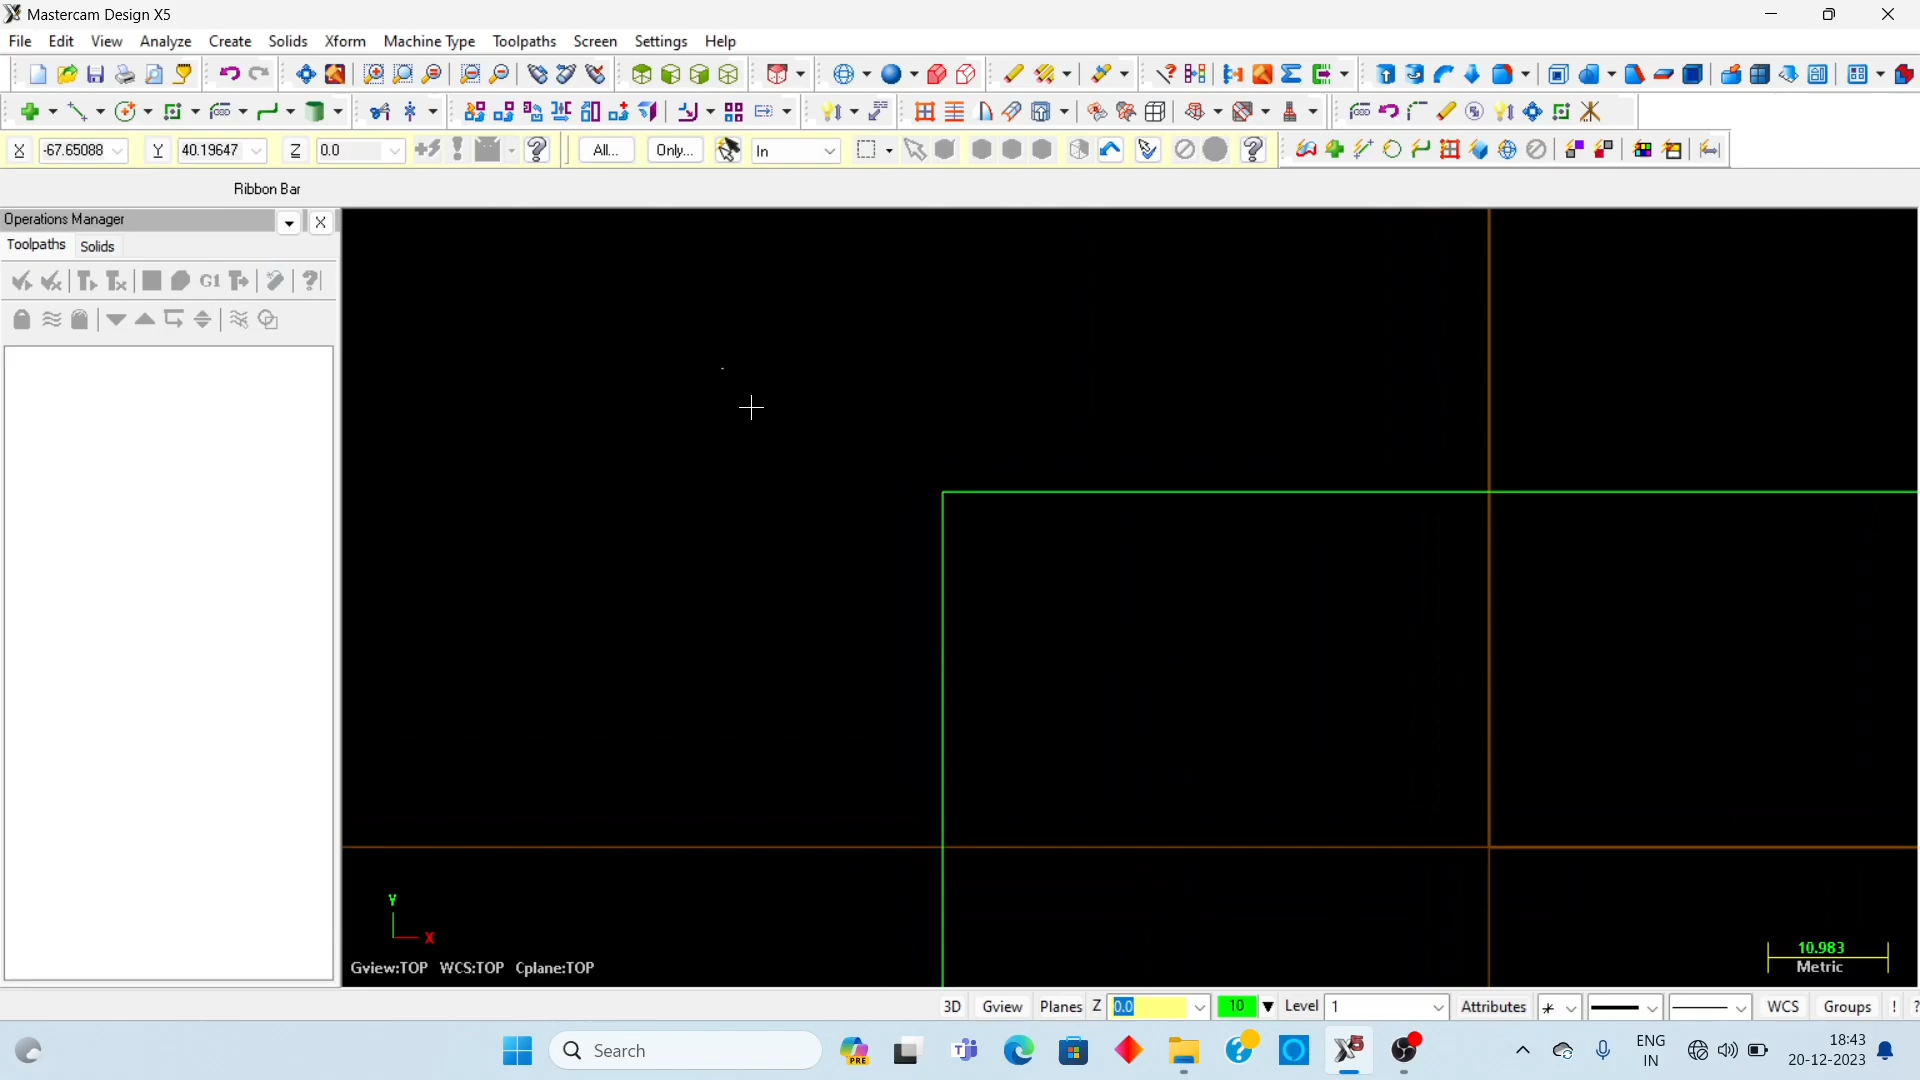 Mastercam Design X5
File Edit View Analyze Create Solids Xform Machine Type Toolpaths Screen Settings Help
X -67.65088 Y 40.19647 Z 0.0 All... Only... In
Ribbon Bar
Operations Manager
Toolpaths Solids
G1
Y
X
Gview:TOP WCS:TOP Cplane:TOP
10.983
Metric
3D Gview Planes Z 0.0 10 Level 1 Attributes WCS Groups ! ?
Search
PRE
ENG
IN
18:43
20-12-2023